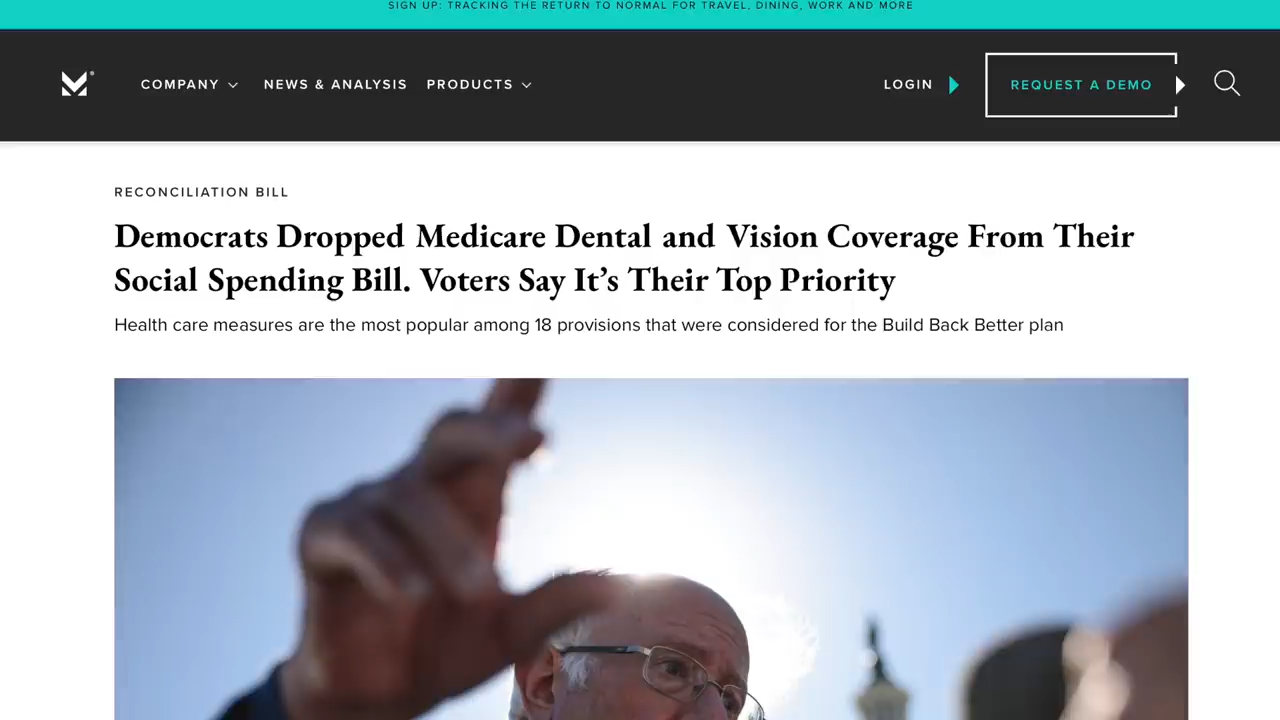 SIGN UP: TRACKING THE RETURN TO NORMAL FOR TRAVEL, DINING, WORK AND MORE
COMPANY NEWS & ANALYSIS PRODUCTS LOGIN REQUEST A DEMO
RECONCILIATION BILL
Democrats Dropped Medicare Dental and Vision Coverage From Their
Social Spending Bill. Voters Say It’s Their Top Priority
Health care measures are the most popular among 18 provisions that were considered for the Build Back Better plan